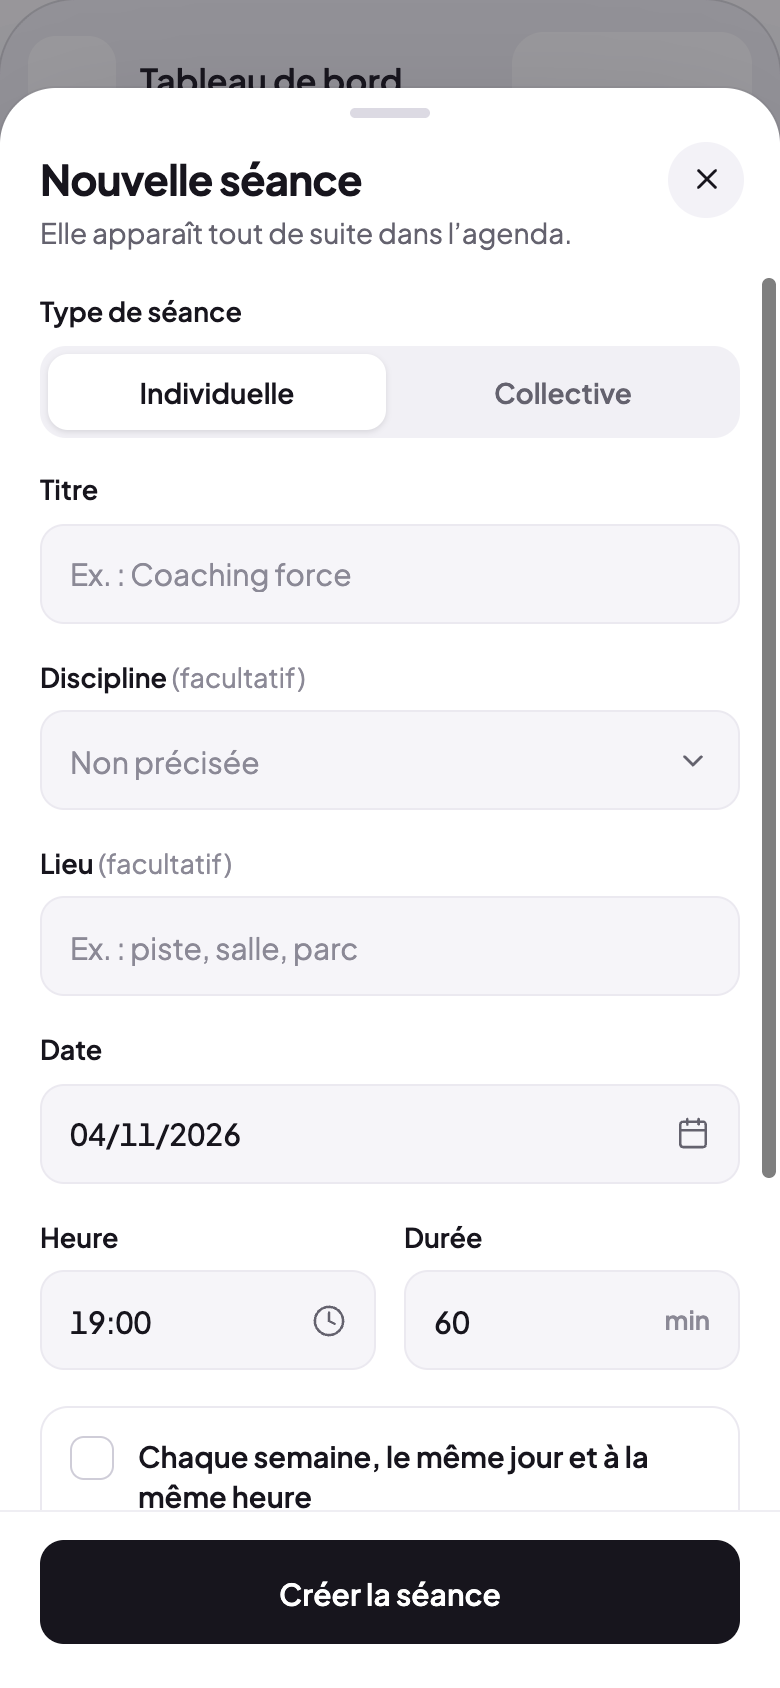 Tableau de bord
Nouvelle séance
Elle apparaît tout de suite dans l’agenda.
Type de séance
Individuelle
Collective
Titre
Ex. : Coaching force
Discipline (facultatif)
Non précisée
Lieu (facultatif)
Ex. : piste, salle, parc
Date
04/11/2026
Heure
Durée
19:00
60 min
Chaque semaine, le même jour et à la
même heure
Créer la séance